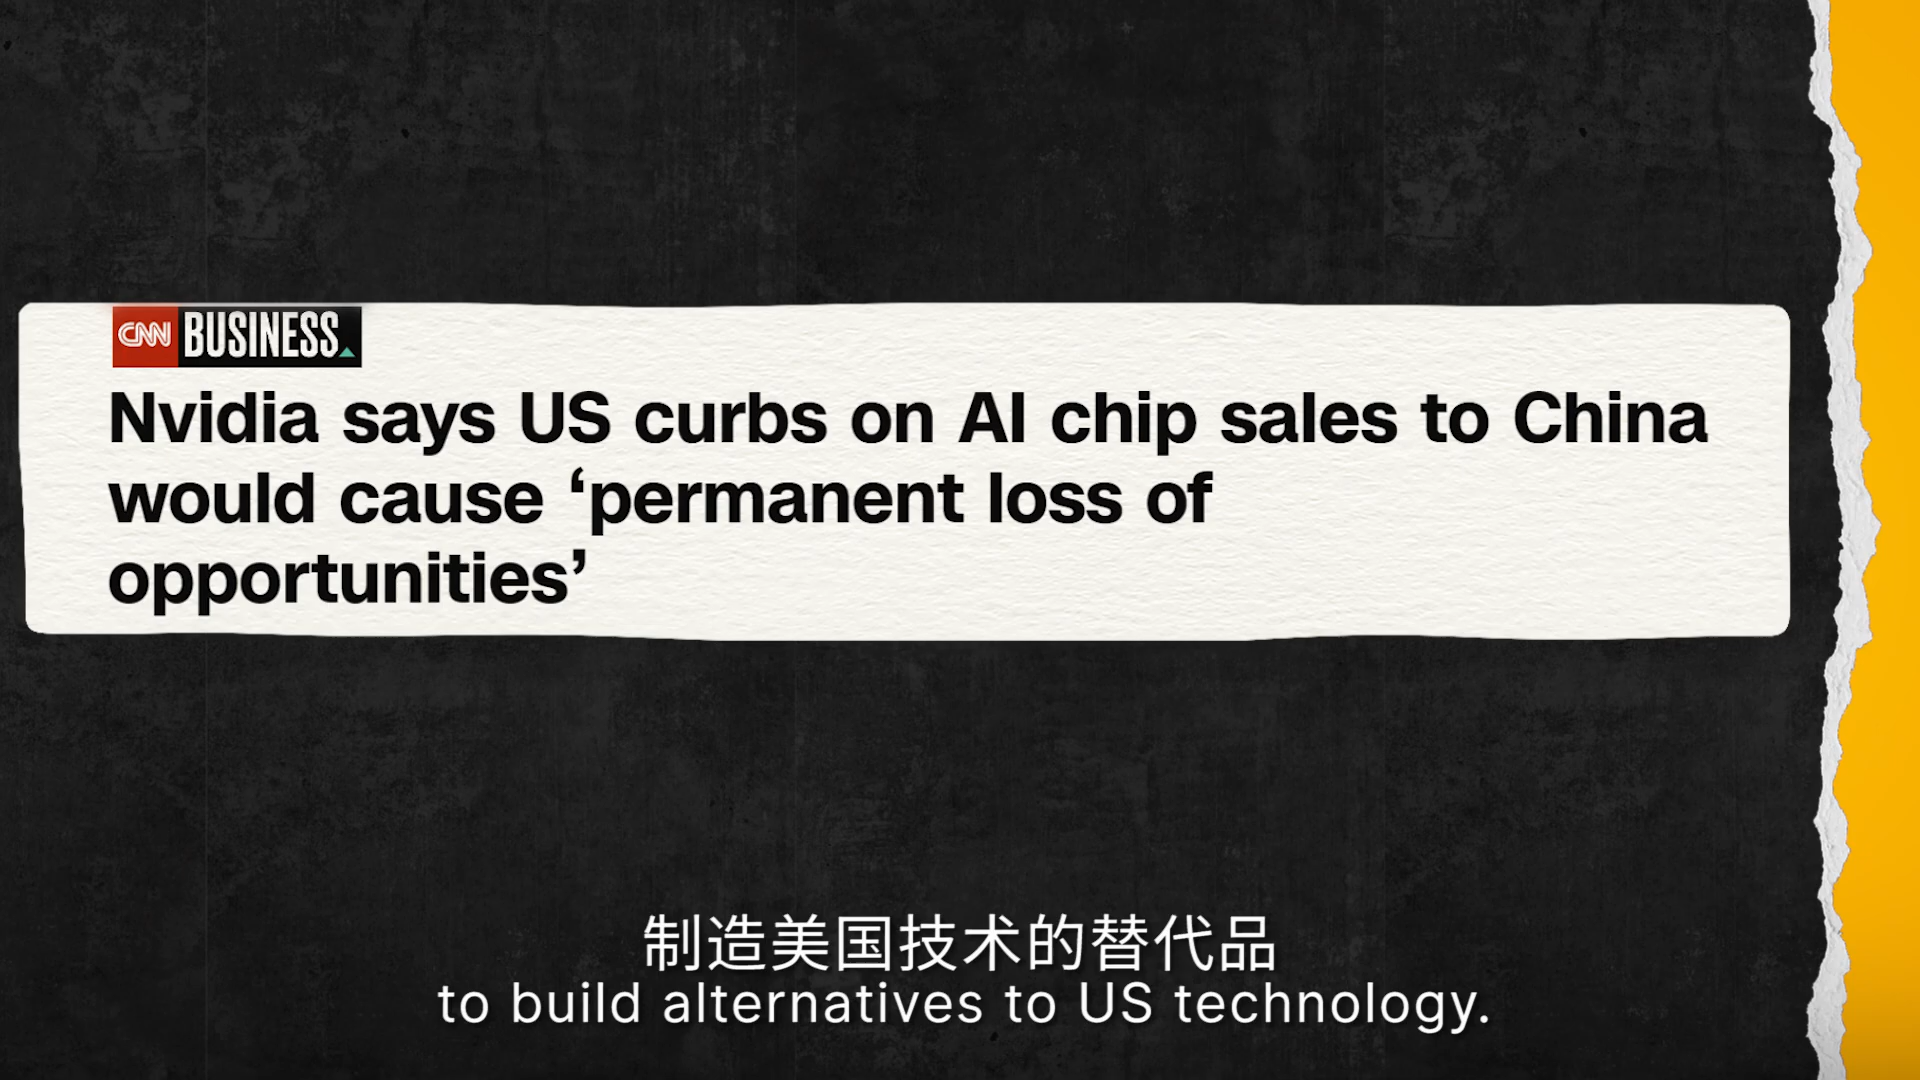 CNN BUSINESS
Nvidia says US curbs on AI chip sales to China
would cause ‘permanent loss of
opportunities’
制造美国技术的替代品
to build alternatives to US technology.